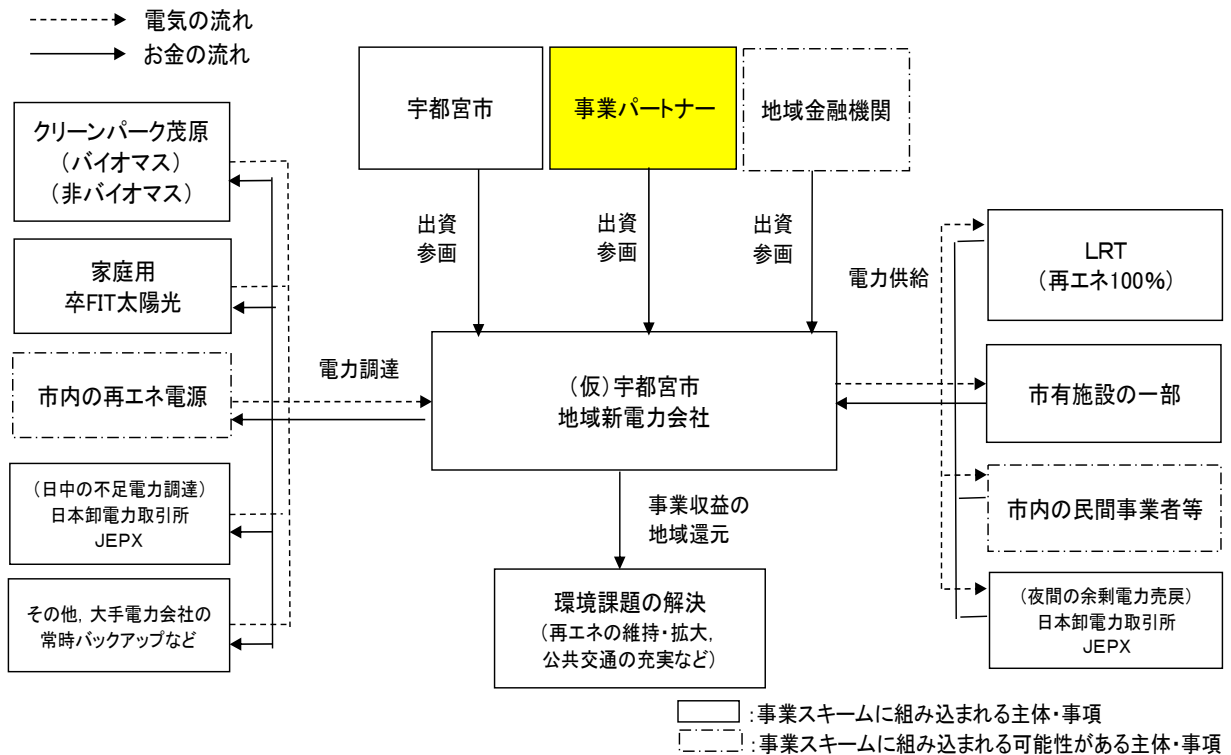 電気の流れ
お金の流れ
宇都宮市
事業パートナー
地域金融機関
クリーンパーク茂原
（バイオマス）
（非バイオマス）
家庭用
卒FIT太陽光
市内の再エネ電源
（日中の不足電力調達）
日本卸電力取引所
JEPX
その他，大手電力会社の
常時バックアップなど
出資
参画
出資
参画
出資
参画
電力調達
（仮）宇都宮市
地域新電力会社
電力供給
事業収益の
地域還元
環境課題の解決
（再エネの維持・拡大，
公共交通の充実など）
LRT
（再エネ100%）
市有施設の一部
市内の民間事業者等
（夜間の余剰電力売戻）
日本卸電力取引所
JEPX
：事業スキームに組み込まれる主体・事項
：事業スキームに組み込まれる可能性がある主体・事項